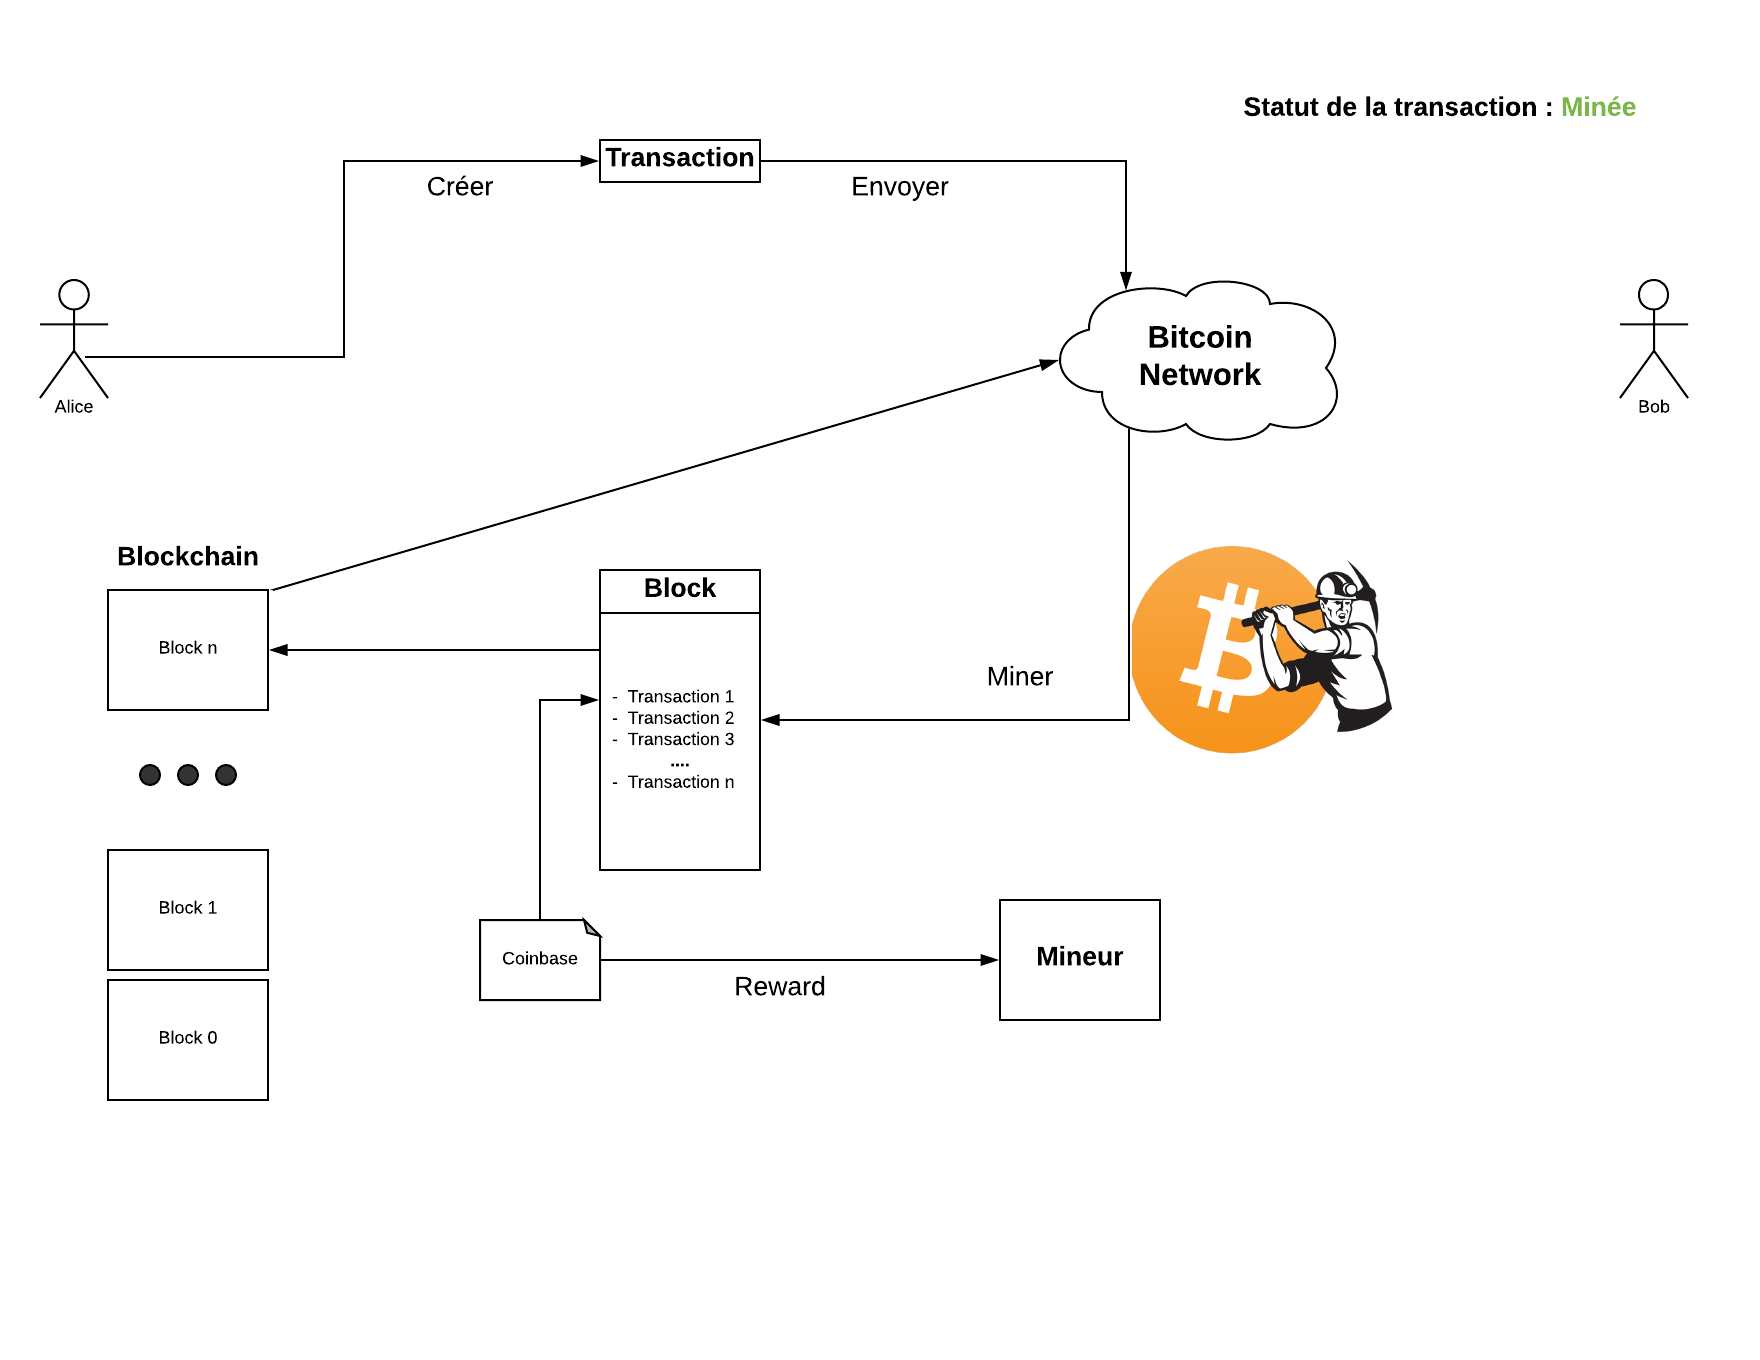 Statut de la transaction : Minée
Transaction
Créer
Envoyer
Bitcoin
Network
Alice
Bob
Blockchain
Block n
Block
- Transaction 1
- Transaction 2
- Transaction 3
....
- Transaction n
Miner
Block 1
Coinbase
Reward
Mineur
Block 0